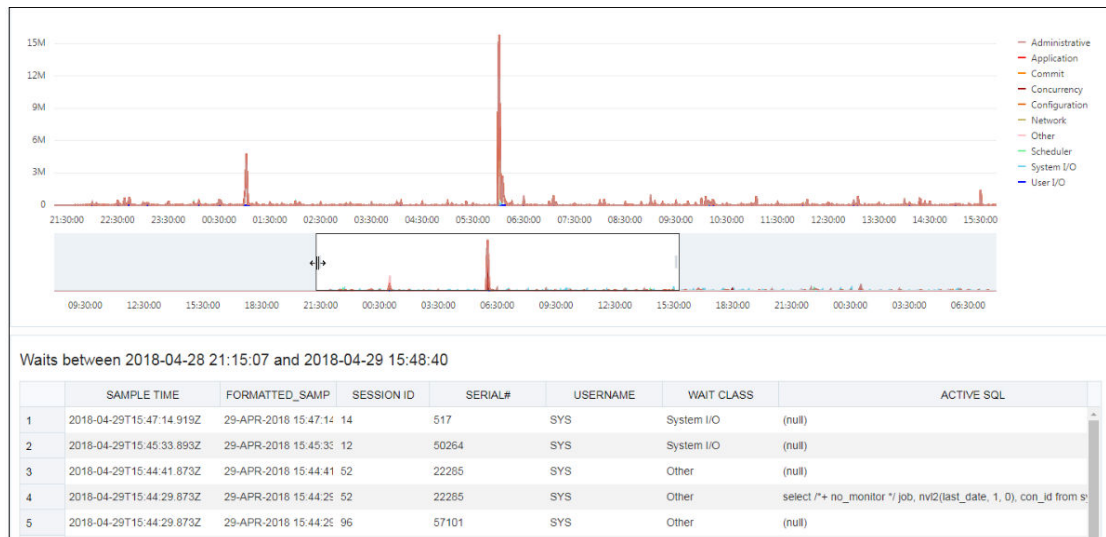 15M
12M
9M
6M
3M
0
21:30:00 22:30:00 23:30:00 00:30:00 01:30:00 02:30:00 03:30:00 04:30:00 05:30:00 06:30:00 07:30:00 08:30:00 09:30:00 10:30:00 11:30:00 12:30:00 13:30:00 14:30:00 15:30:00
Administrative
Application
Commit
Concurrency
Configuration
Network
Other
Scheduler
System I/O
User I/O
09:30:00 12:30:00 15:30:00 18:30:00 21:30:00 00:30:00 03:30:00 06:30:00 09:30:00 12:30:00 15:30:00 18:30:00 21:30:00 00:30:00 03:30:00 06:30:00
Waits between 2018-04-28 21:15:07 and 2018-04-29 15:48:40
SAMPLE TIME FORMATTED_SAMP SESSION ID SERIAL# USERNAME WAIT CLASS ACTIVE SQL
1 2018-04-29T15:47:14.919Z 29-APR-2018 15:47:14 14 517 SYS System I/O (null)
2 2018-04-29T15:45:33.893Z 29-APR-2018 15:45:33 12 50264 SYS System I/O (null)
3 2018-04-29T15:44:41.873Z 29-APR-2018 15:44:41 52 22285 SYS Other (null)
4 2018-04-29T15:44:29.873Z 29-APR-2018 15:44:29 52 22285 SYS Other select /*+ no_monitor */ job, nvl2(last_date, 1, 0), con_id from sy
5 2018-04-29T15:44:29.873Z 29-APR-2018 15:44:29 96 57101 SYS Other (null)